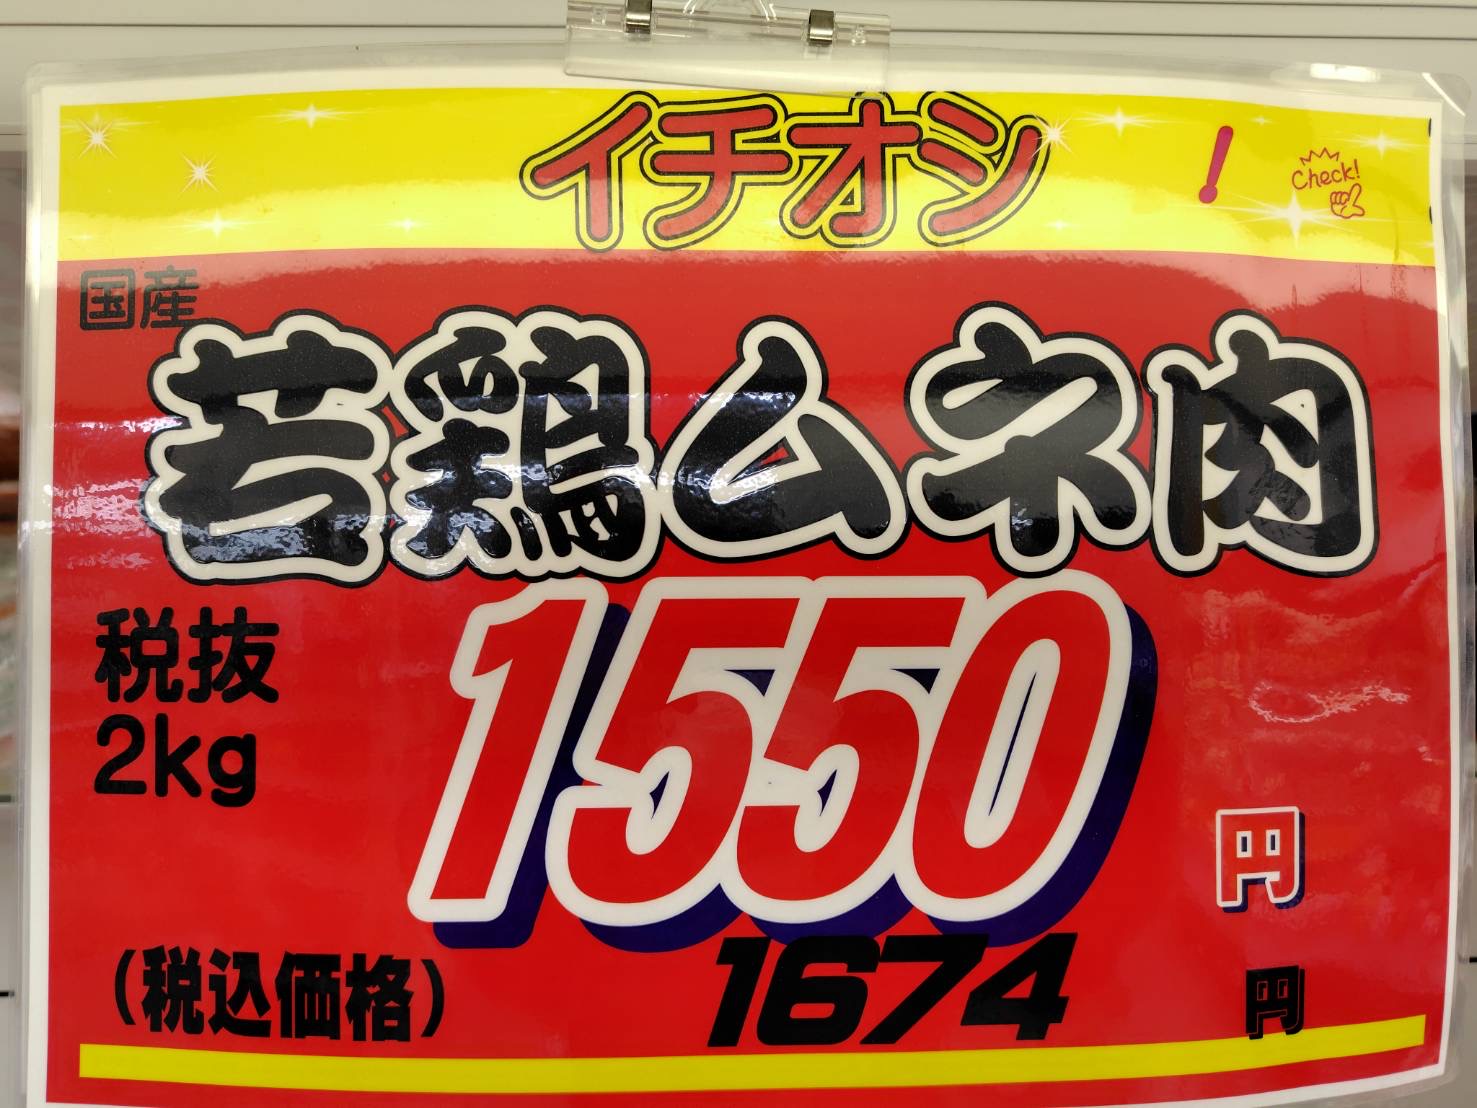 イチオシ !
Check!
国産
若鶏ムネ肉
税抜
2kg
1550 円
(税込価格) 1674 円